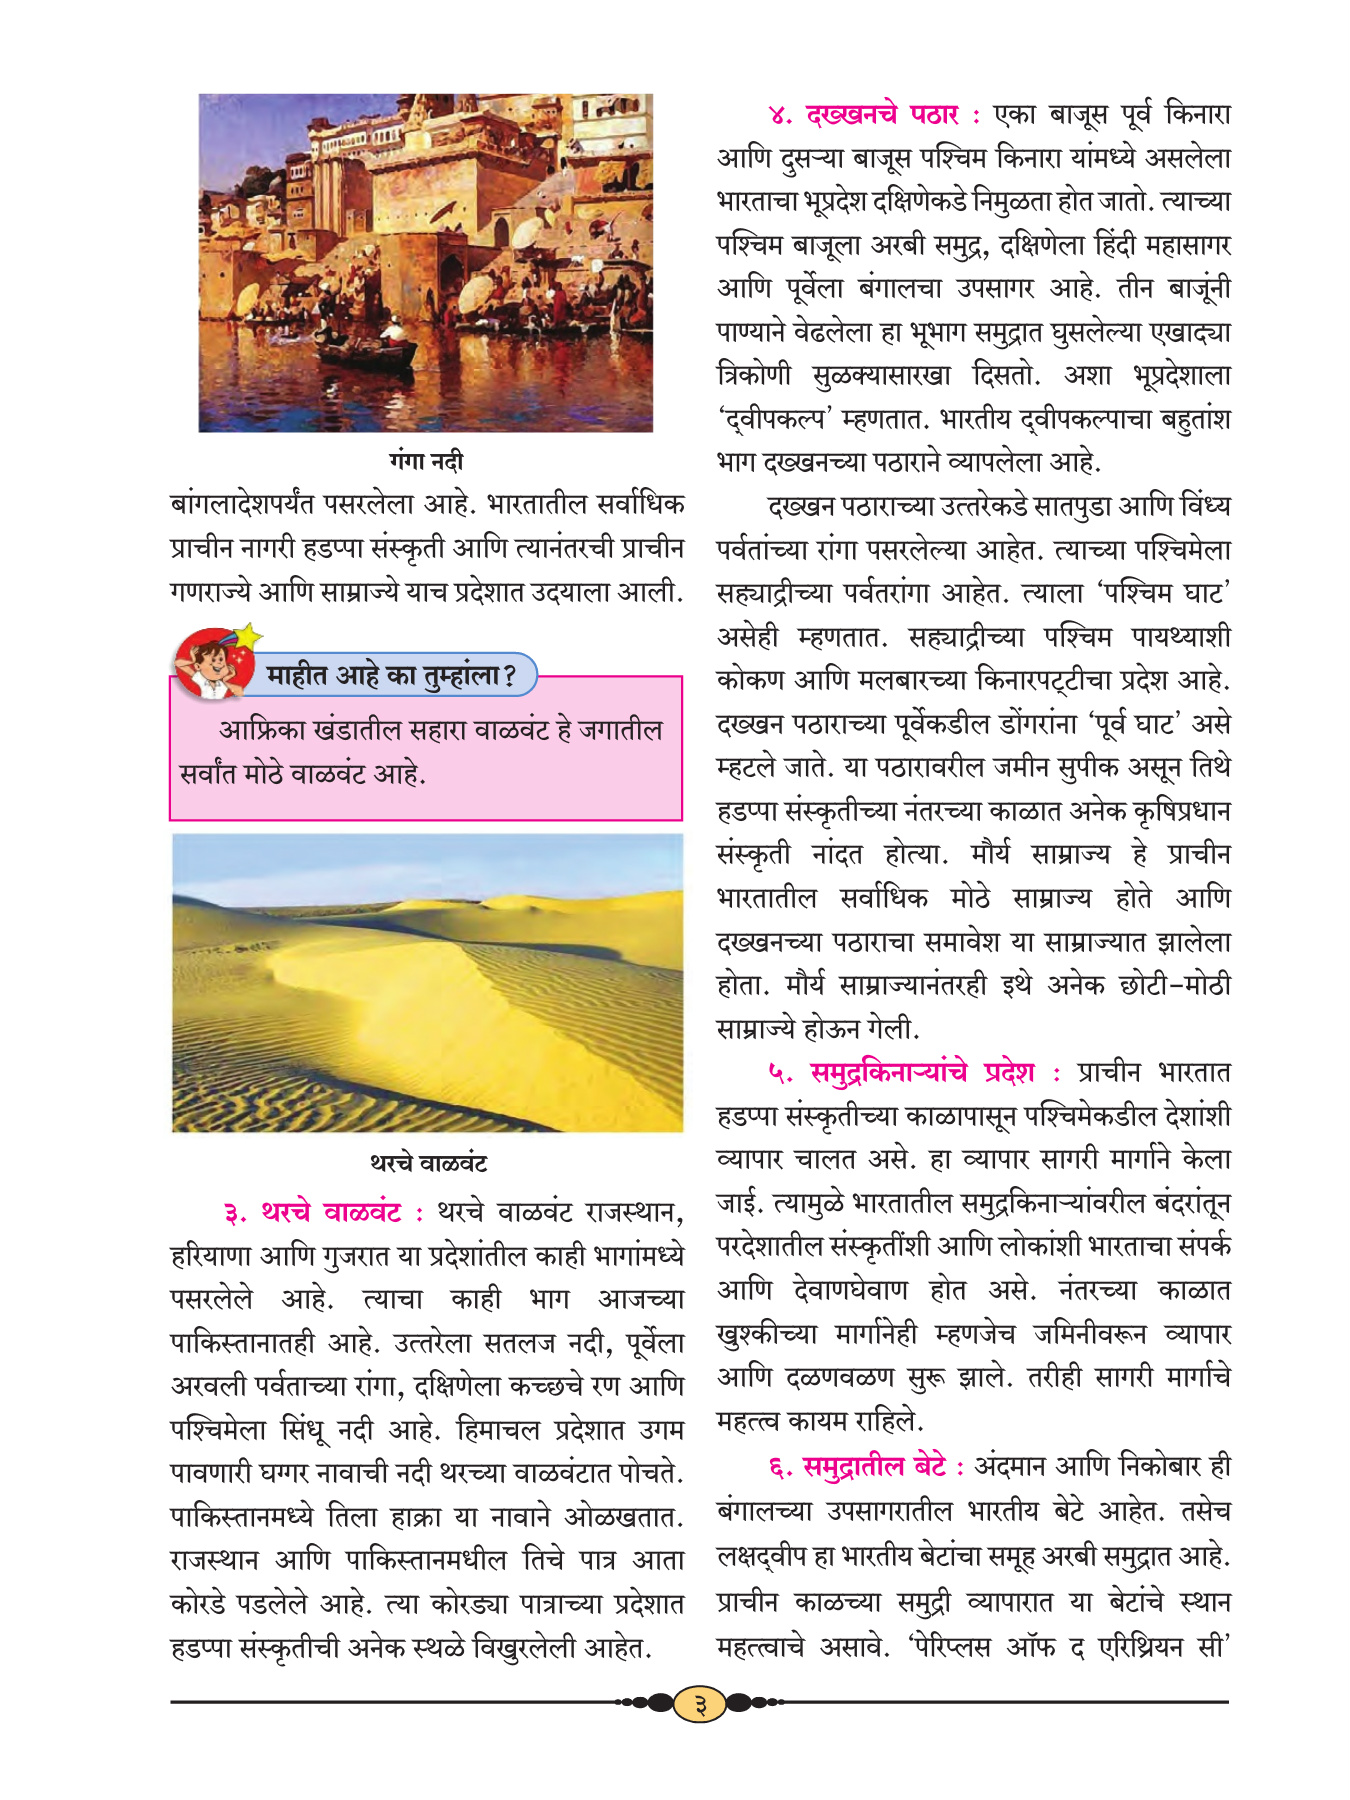 गंगा नदी
बांगलादेशपर्यंत पसरलेला आहे. भारतातील सर्वाधिक
प्राचीन नागरी हडप्पा संस्कृती आणि त्यानंतरची प्राचीन
गणराज्ये आणि साम्राज्ये याच प्रदेशात उदयाला आली.
माहीत आहे का तुम्हांला?
आफ्रिका खंडातील सहारा वाळवंट हे जगातील
सर्वांत मोठे वाळवंट आहे.
थरचे वाळवंट
३. थरचे वाळवंट : थरचे वाळवंट राजस्थान,
हरियाणा आणि गुजरात या प्रदेशांतील काही भागांमध्ये
पसरलेले आहे. त्याचा काही भाग आजच्या
पाकिस्तानातही आहे. उत्तरेला सतलज नदी, पूर्वेला
अरवली पर्वताच्या रांगा, दक्षिणेला कच्छचे रण आणि
पश्चिमेला सिंधू नदी आहे. हिमाचल प्रदेशात उगम
पावणारी घग्गर नावाची नदी थरच्या वाळवंटात पोचते.
पाकिस्तानमध्ये तिला हाक्रा या नावाने ओळखतात.
राजस्थान आणि पाकिस्तानमधील तिचे पात्र आता
कोरडे पडलेले आहे. त्या कोरड्या पात्राच्या प्रदेशात
हडप्पा संस्कृतीची अनेक स्थळे विखुरलेली आहेत.
४. दख्खनचे पठार : एका बाजूस पूर्व किनारा
आणि दुसऱ्या बाजूस पश्चिम किनारा यांमध्ये असलेला
भारताचा भूप्रदेश दक्षिणेकडे निमुळता होत जातो. त्याच्या
पश्चिम बाजूला अरबी समुद्र, दक्षिणेला हिंदी महासागर
आणि पूर्वेला बंगालचा उपसागर आहे. तीन बाजूंनी
पाण्याने वेढलेला हा भूभाग समुद्रात घुसलेल्या एखाद्या
त्रिकोणी सुळक्यासारखा दिसतो. अशा भूप्रदेशाला
‘द्वीपकल्प’ म्हणतात. भारतीय द्वीपकल्पाचा बहुतांश
भाग दख्खनच्या पठाराने व्यापलेला आहे.
दख्खन पठाराच्या उत्तरेकडे सातपुडा आणि विंध्य
पर्वतांच्या रांगा पसरलेल्या आहेत. त्याच्या पश्चिमेला
सह्याद्रीच्या पर्वतरांगा आहेत. त्याला ‘पश्चिम घाट’
असेही म्हणतात. सह्याद्रीच्या पश्चिम पायथ्याशी
कोकण आणि मलबारच्या किनारपट्टीचा प्रदेश आहे.
दख्खन पठाराच्या पूर्वेकडील डोंगरांना ‘पूर्व घाट’ असे
म्हटले जाते. या पठारावरील जमीन सुपीक असून तिथे
हडप्पा संस्कृतीच्या नंतरच्या काळात अनेक कृषिप्रधान
संस्कृती नांदत होत्या. मौर्य साम्राज्य हे प्राचीन
भारतातील सर्वाधिक मोठे साम्राज्य होते आणि
दख्खनच्या पठाराचा समावेश या साम्राज्यात झालेला
होता. मौर्य साम्राज्यानंतरही इथे अनेक छोटी-मोठी
साम्राज्ये होऊन गेली.
५. समुद्रकिनाऱ्यांचे प्रदेश : प्राचीन भारतात
हडप्पा संस्कृतीच्या काळापासून पश्चिमेकडील देशांशी
व्यापार चालत असे. हा व्यापार सागरी मार्गाने केला
जाई. त्यामुळे भारतातील समुद्रकिनाऱ्यांवरील बंदरांतून
परदेशातील संस्कृतींशी आणि लोकांशी भारताचा संपर्क
आणि देवाणघेवाण होत असे. नंतरच्या काळात
खुश्कीच्या मार्गानेही म्हणजेच जमिनीवरून व्यापार
आणि दळणवळण सुरू झाले. तरीही सागरी मार्गाचे
महत्त्व कायम राहिले.
६. समुद्रातील बेटे : अंदमान आणि निकोबार ही
बंगालच्या उपसागरातील भारतीय बेटे आहेत. तसेच
लक्षद्वीप हा भारतीय बेटांचा समूह अरबी समुद्रात आहे.
प्राचीन काळच्या समुद्री व्यापारात या बेटांचे स्थान
महत्त्वाचे असावे. ‘पेरिप्लस ऑफ द एरिथ्रियन सी’
३